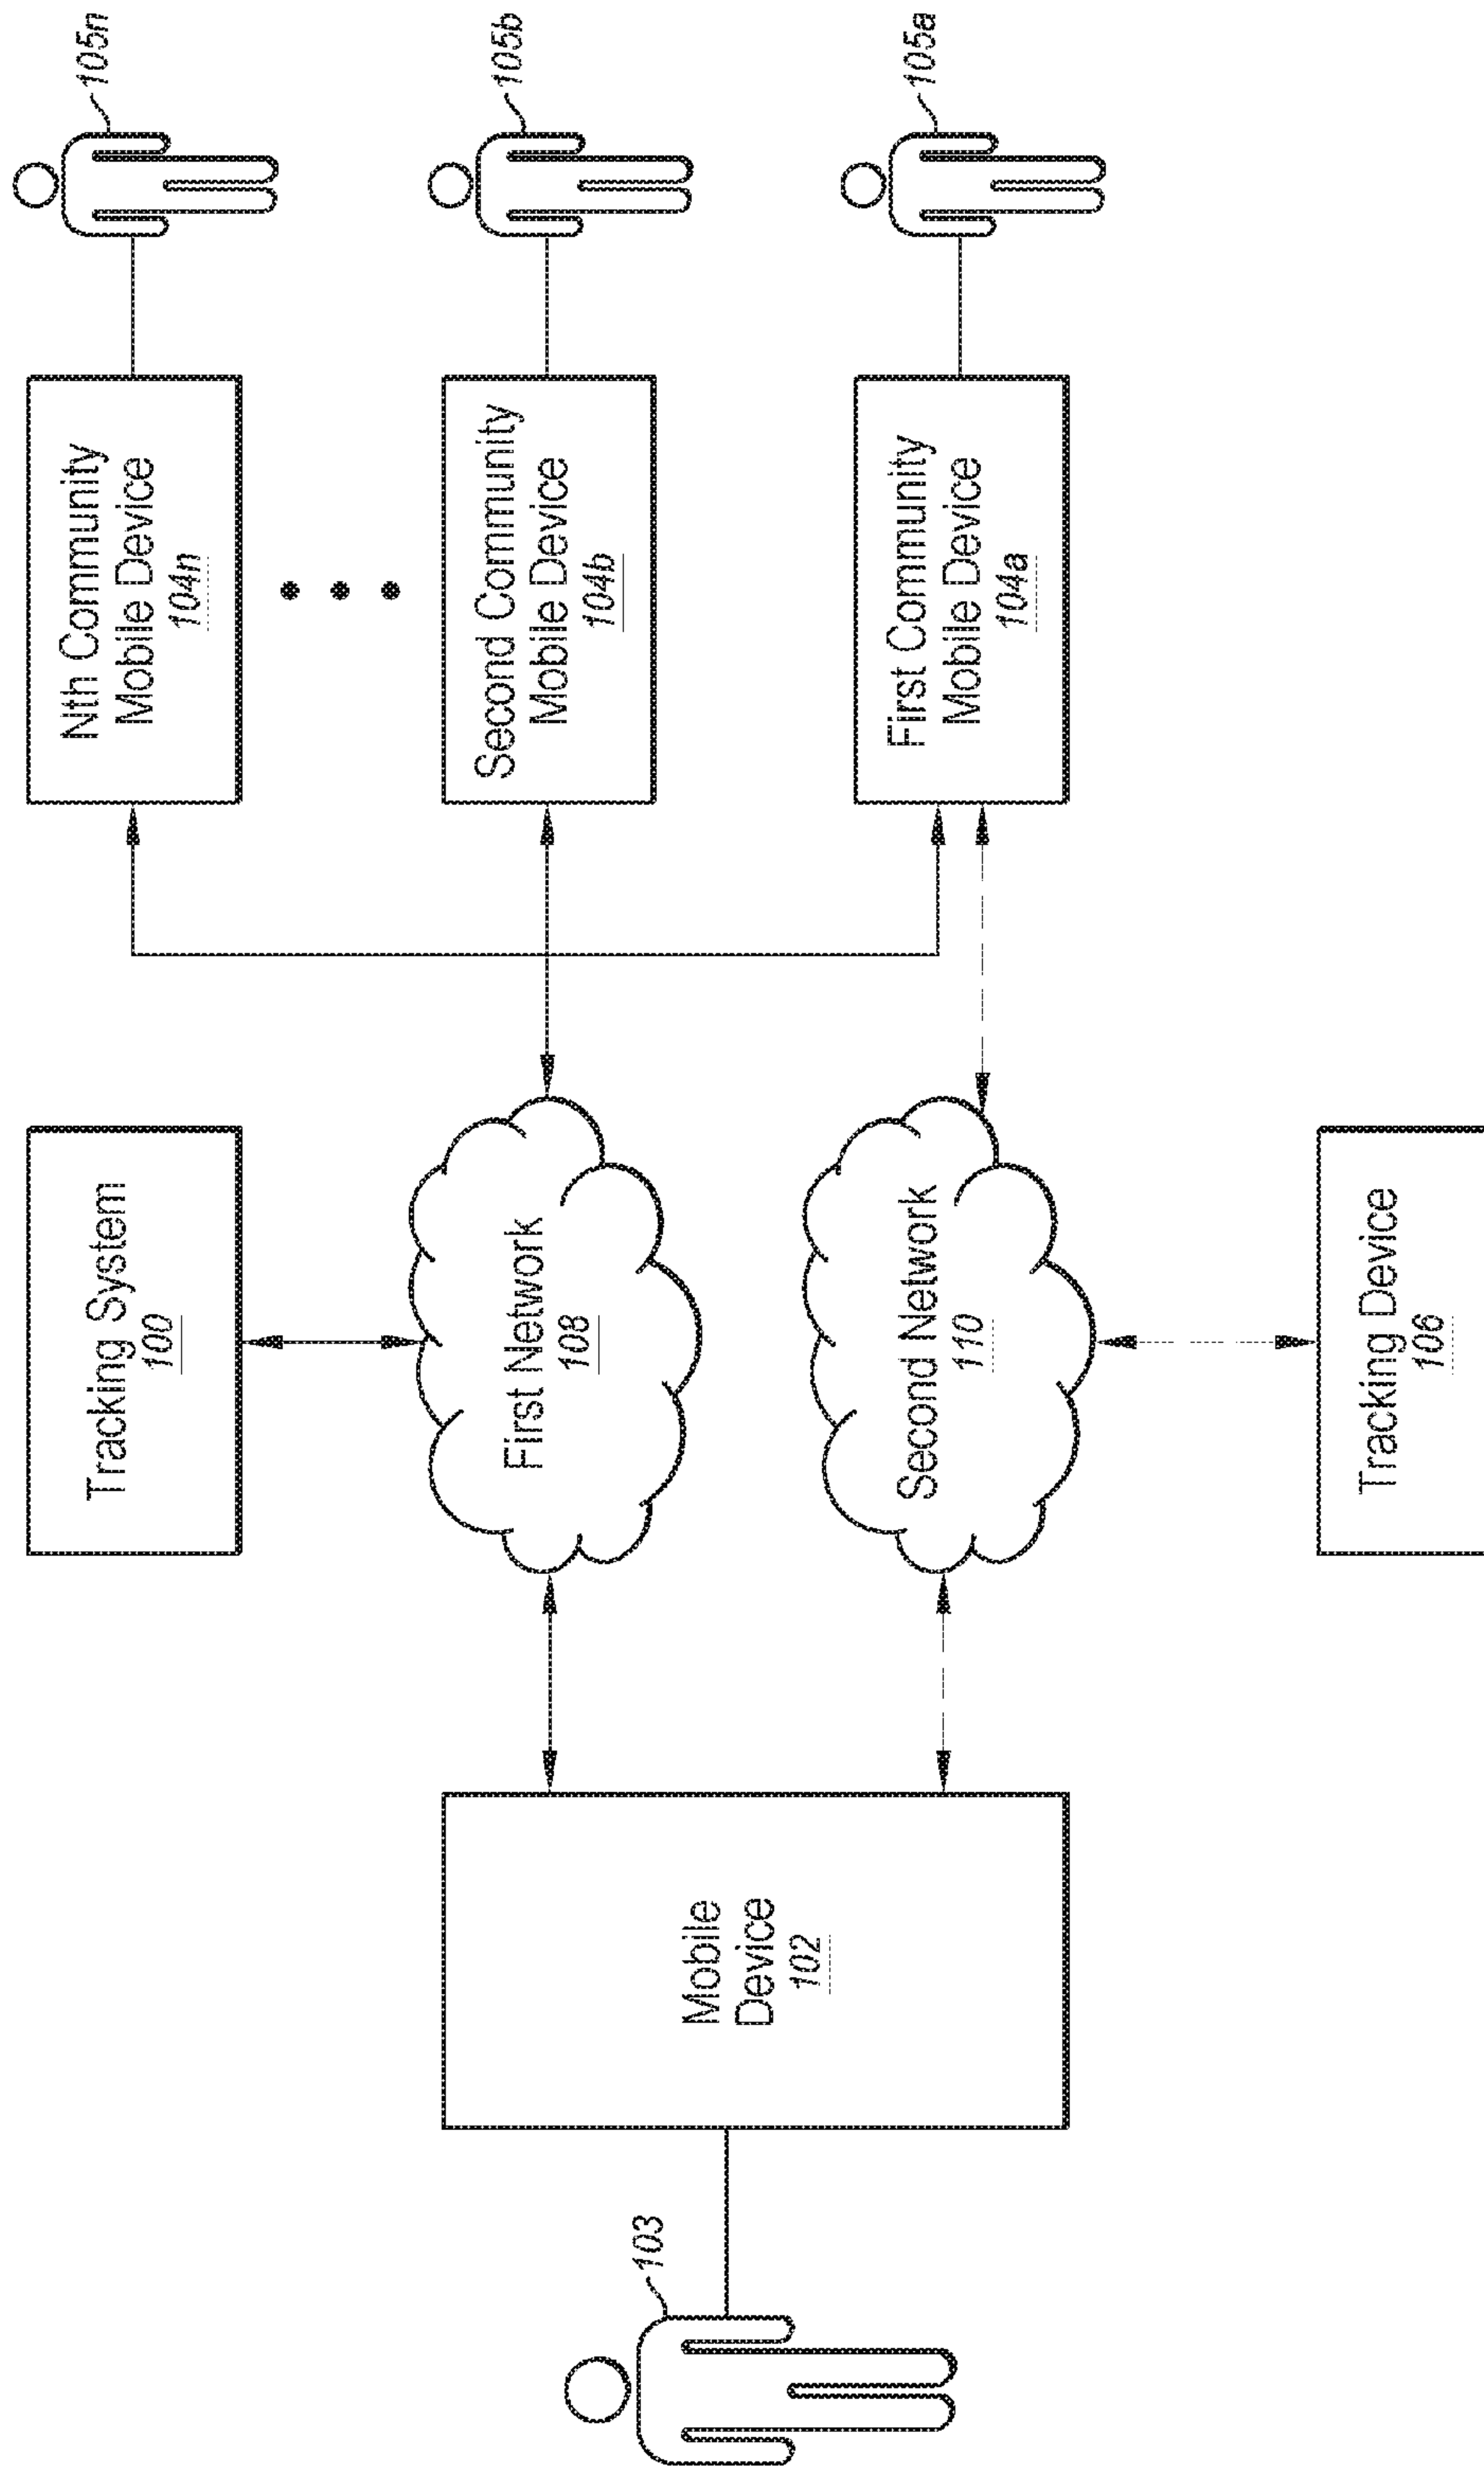 Tracking System
100
Nth Community
Mobile Device
104n
105n
First Network
108
Second Community
Mobile Device
104b
105b
103
Mobile
Device
102
Second Network
110
First Community
Mobile Device
104a
105a
Tracking Device
106